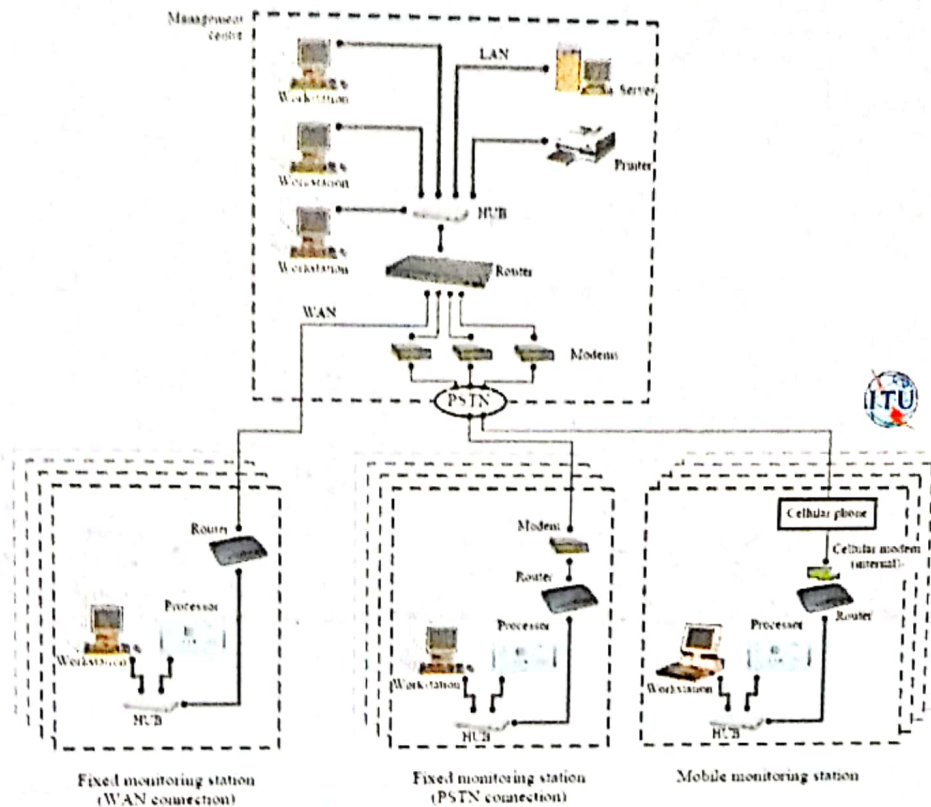 Management
centre
LAN
Workstation
Server
Workstation
Printer
HUB
Workstation
Router
WAN
Modems
PSTN
ITU
Cellular phone
Router
Modem
Cellular modem
(internal)
Router
Processor
Processor
Router
Processor
Workstation
Workstation
Workstation
HUB
HUB
HUB
Fixed monitoring station
(WAN connection)
Fixed monitoring station
(PSTN connection)
Mobile monitoring station